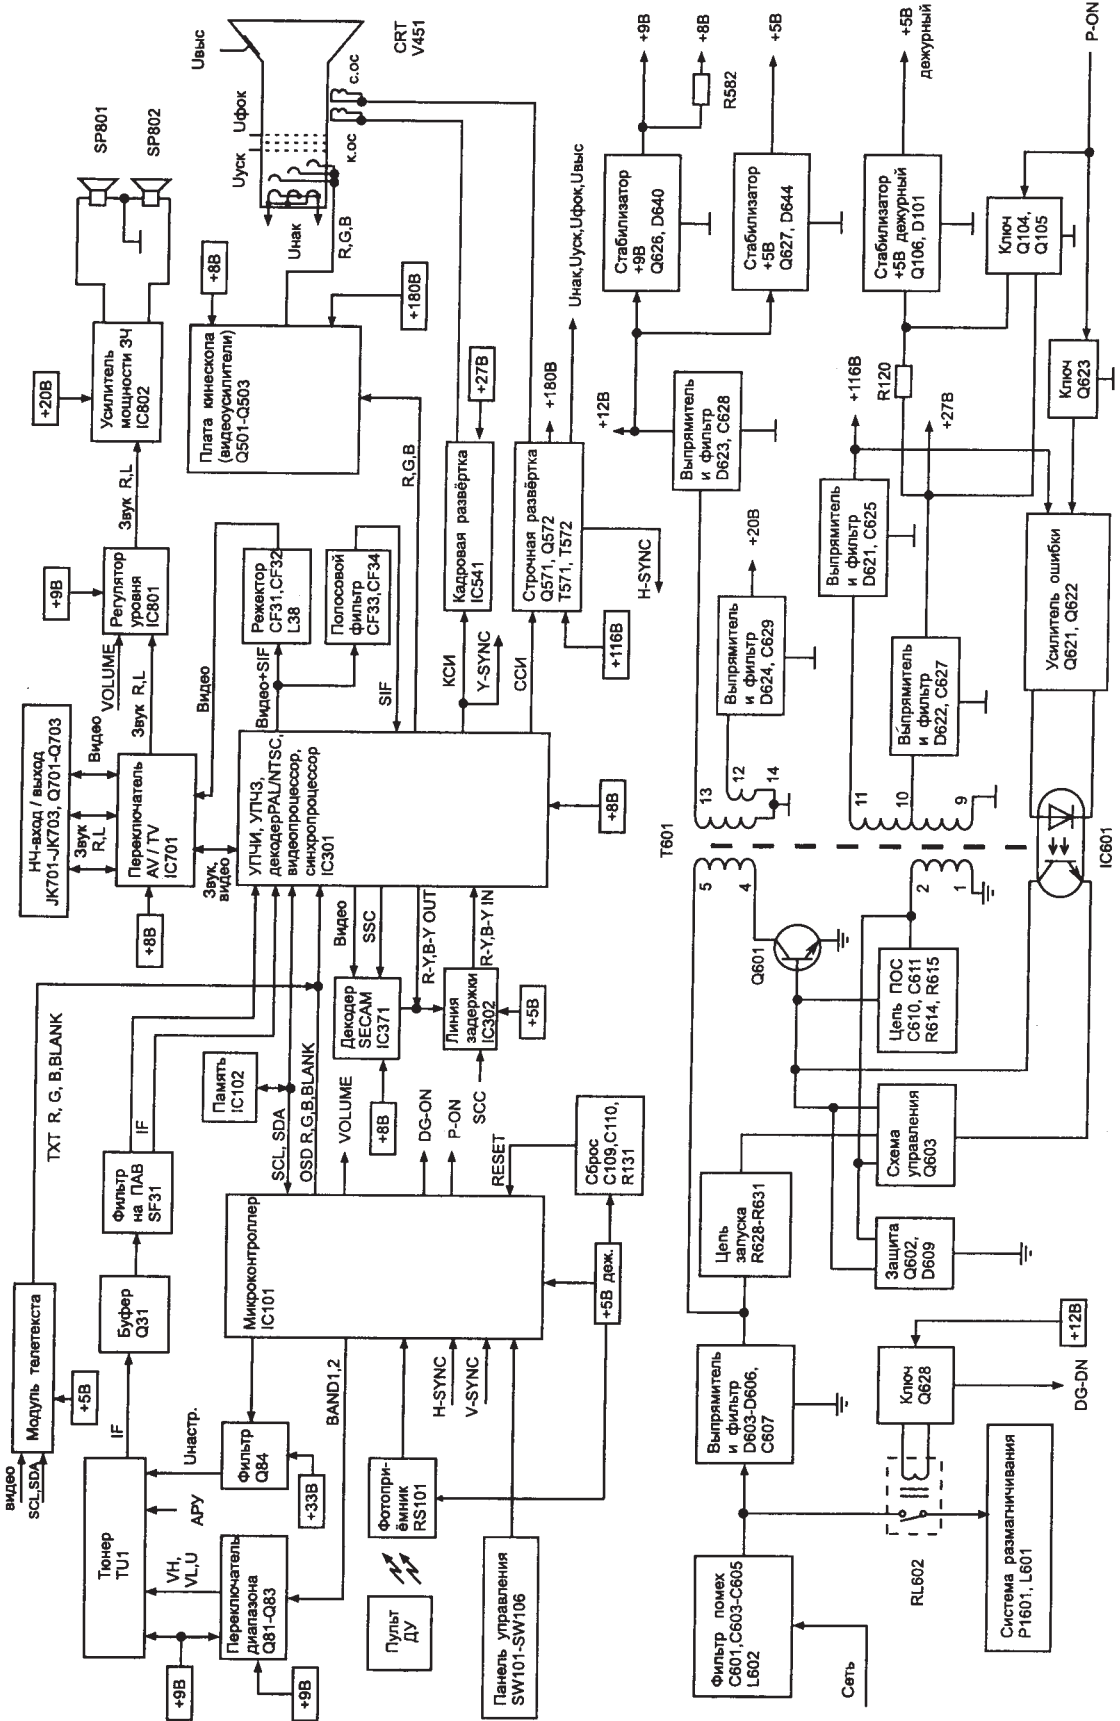 видео
SCL,SDA
Модуль телетекста
+5В
TXT R, G, B,BLANK
Тюнер
TU1
IF
Буфер
Q31
Фильтр
на ПАВ
SF31
IF
Uнастр.
АРУ
VH,
VL,U
+9В
Переключатель
диапазона
Q81-Q83
+9В
Фильтр
Q84
+33В
BAND1,2
Пульт
ДУ
Фотопри-
ёмник
RS101
Панель управления
SW101-SW106
H-SYNC
V-SYNC
Микроконтроллер
IC101
SCL, SDA
OSD R,G,B,BLANK
VOLUME
DG-ON
P-ON
RESET
+5В деж.
Сброс
C109,C110,
R131
Память
IC102
Декодер
SECAM
IC371
+8В
Видео
SSC
R-Y,B-Y OUT
R-Y,B-Y IN
Линия
задержки
IC302
SCC
+5В
НЧ-вход / выход
JK701-JK703, Q701-Q703
Звук
R,L
Видео
Переключатель
AV / TV
IC701
+8В
Звук,
видео
УПЧИ, УПЧЗ,
декодерPAL/NTSC,
видеопроцессор,
синхропроцессор
IC301
+8В
VOLUME
Звук R,L
Видео
Регулятор
уровня
IC801
+9В
Звук R,L
Усилитель
мощности ЗЧ
IC802
+20В
SP801
SP802
Видео+SIF
Режектор
CF31,CF32
L38
Полосовой
фильтр
CF33,CF34
SIF
R,G,B
Плата кинескопа
(видеоусилители)
Q501-Q503
+8В
+180В
R,G,B
Uнак
Uуск
Uфок
Uвыс
CRT
V451
к.ос
с.ос
КСИ
Y-SYNC
Кадровая развёртка
IC541
+27В
ССИ
Строчная развёртка
Q571, Q572
T571, T572
+116В
+180В
Uнак,Uуск,Uфок,Uвыс
H-SYNC
Сеть
Фильтр помех
C601,C603-C605
L602
RL602
Система размагничивания
P1601, L601
Выпрямитель
и фильтр
D603-D606,
C607
Ключ
Q628
+12В
DG-DN
Цепь
запуска
R628-R631
Защита
Q602,
D609
Схема
управления
Q603
Цепь ПОС
C610, C611
R614, R615
Q601
T601
5
4
2
1
13
12
14
11
10
9
IC601
Выпрямитель
и фильтр
D623, C628
+12В
Выпрямитель
и фильтр
D624, C629
+20В
Выпрямитель
и фильтр
D621, C625
+116В
Выпрямитель
и фильтр
D622, C627
+27В
R120
Усилитель ошибки
Q621, Q622
Ключ
Q623
Ключ
Q104,
Q105
Стабилизатор
+9В
Q626, D640
+9В
+8В
R582
Стабилизатор
+5В
Q627, D644
+5В
Стабилизатор
+5В дежурный
Q106, D101
+5В
дежурный
P-ON